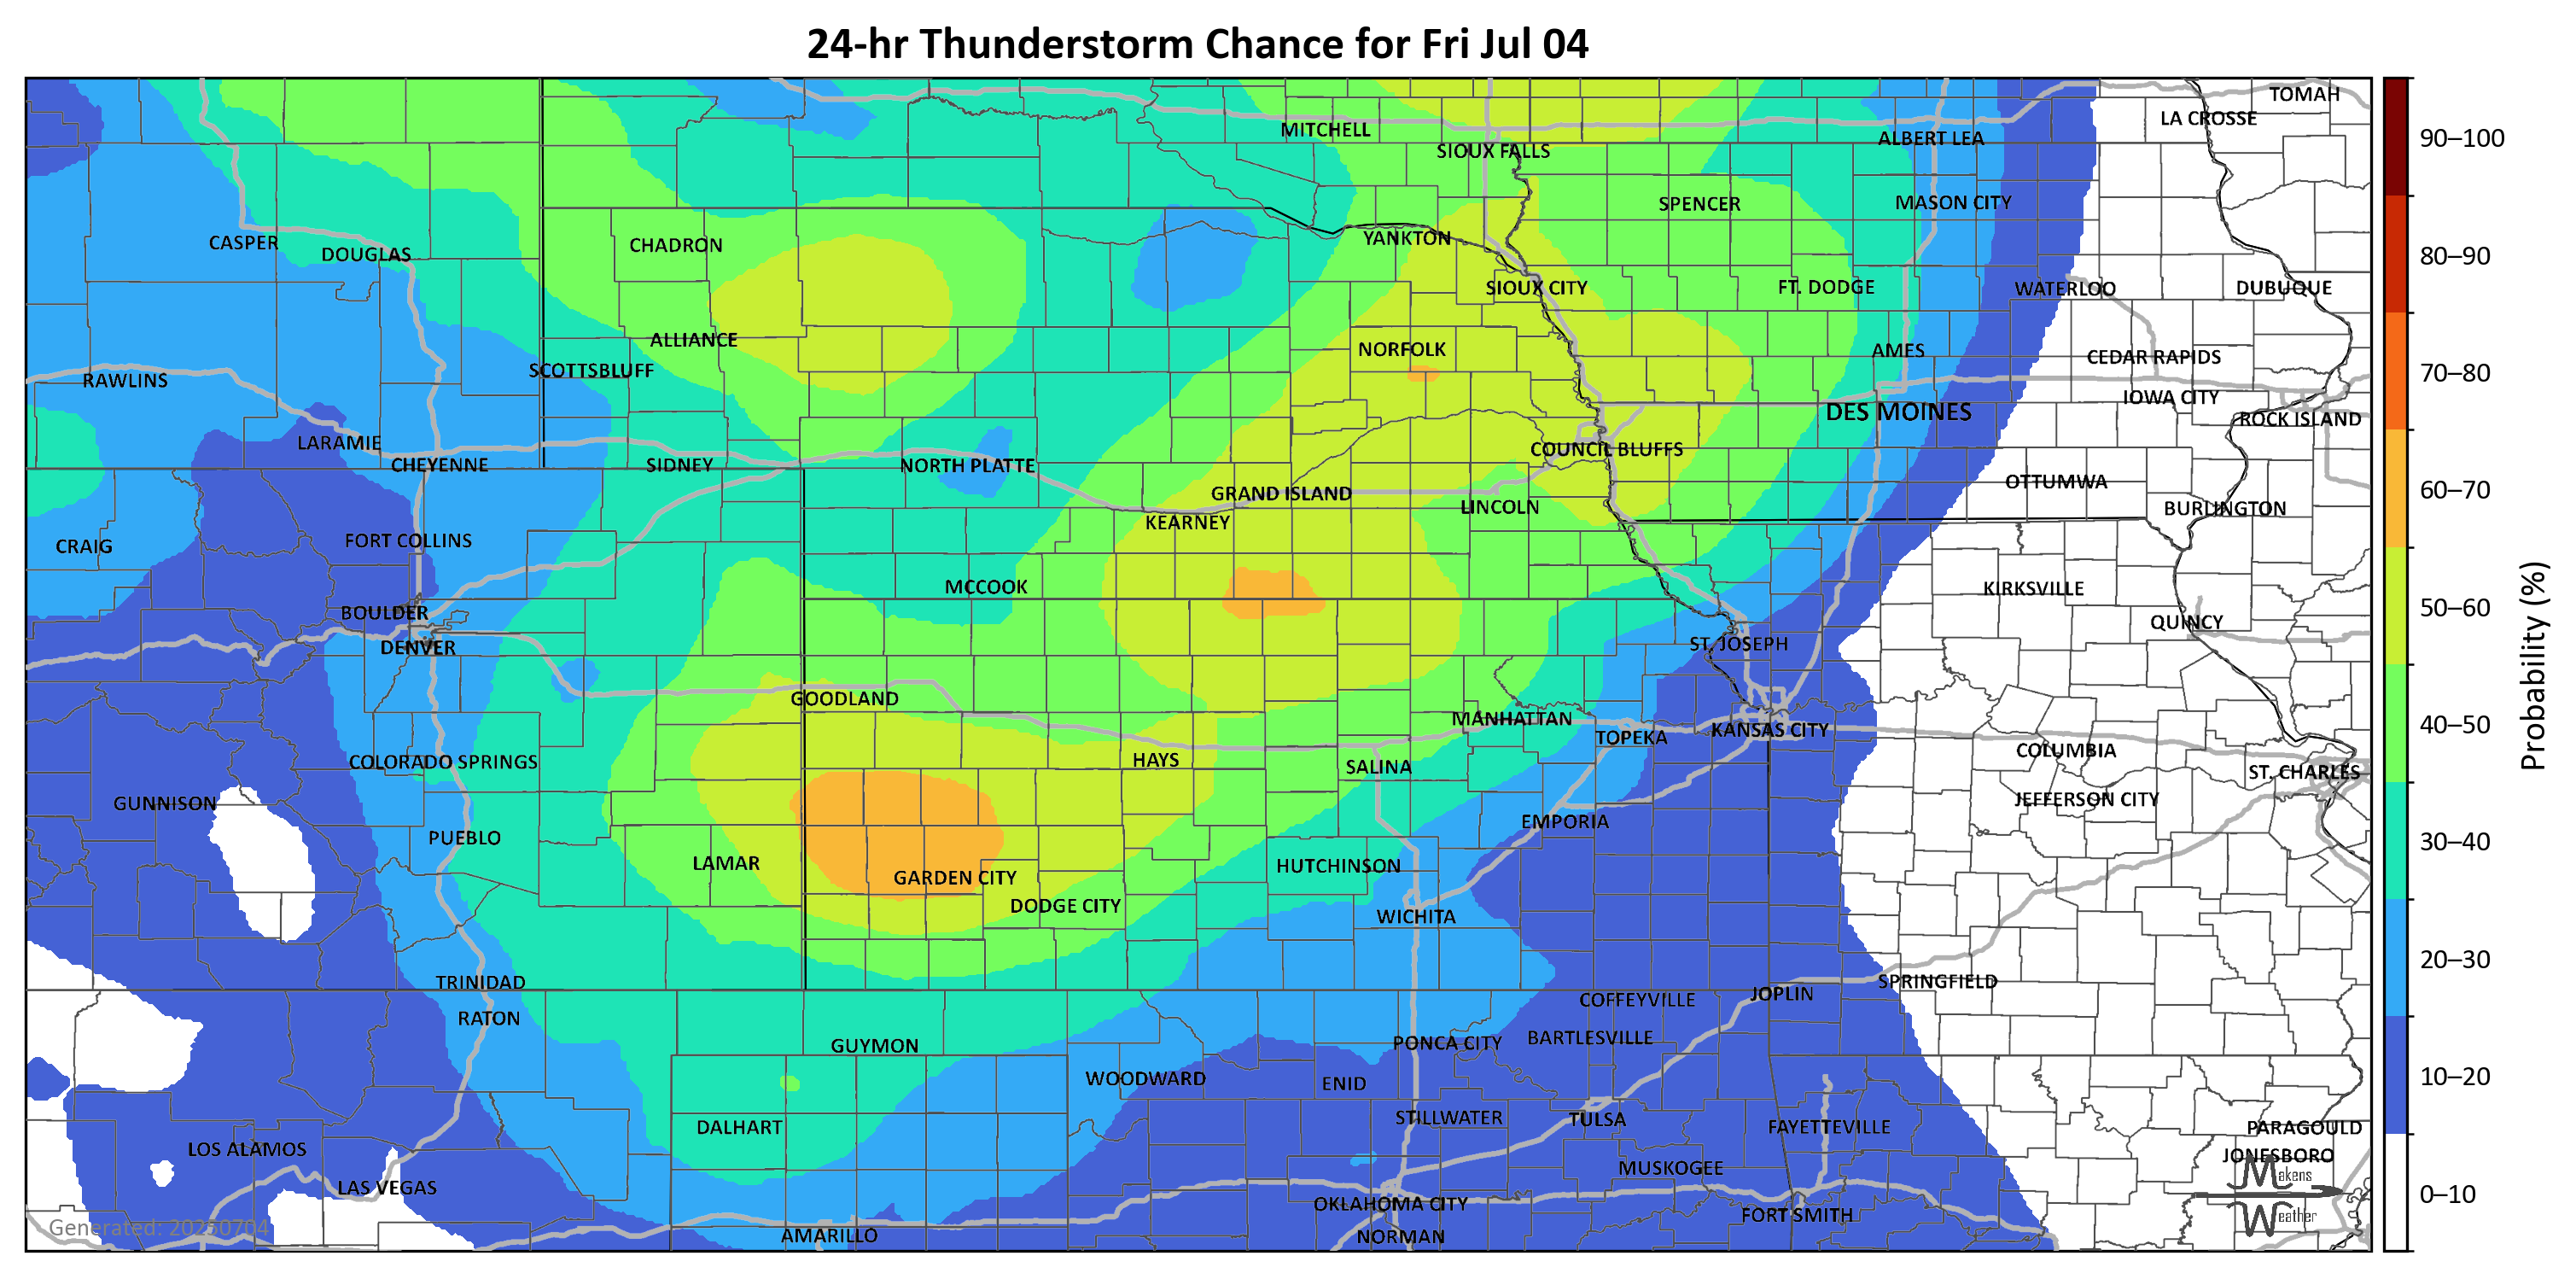 24-hr Thunderstorm Chance for Fri Jul 04
TOMAH
LA CROSSE
MITCHELL
ALBERT LEA
90–100
SIOUX FALLS
SPENCER
MASON CITY
YANKTON
CASPER
CHADRON
DOUGLAS
80–90
SIOUX CITY
FT. DODGE
WATERLOO
DUBUQUE
ALLIANCE
NORFOLK
AMES
CEDAR RAPIDS
SCOTTSBLUFF
70–80
RAWLINS
IOWA CITY
DES MOINES
ROCK ISLAND
LARAMIE
COUNCIL BLUFFS
CHEYENNE
SIDNEY
NORTH PLATTE
OTTUMWA
60–70
GRAND ISLAND
LINCOLN
BURLINGTON
KEARNEY
CRAIG
FORT COLLINS
MCCOOK
KIRKSVILLE
BOULDER
50–60
QUINCY
DENVER
ST. JOSEPH
GOODLAND
MANHATTAN
40–50
KANSAS CITY
TOPEKA
COLUMBIA
COLORADO SPRINGS
HAYS
SALINA
ST. CHARLES
GUNNISON
JEFFERSON CITY
EMPORIA
PUEBLO
30–40
LAMAR
HUTCHINSON
GARDEN CITY
DODGE CITY
WICHITA
20–30
TRINIDAD
SPRINGFIELD
JOPLIN
COFFEYVILLE
RATON
BARTLESVILLE
GUYMON
PONCA CITY
WOODWARD
ENID
10–20
STILLWATER
TULSA
DALHART
FAYETTEVILLE
PARAGOULD
LOS ALAMOS
JONESBORO
MUSKOGEE
Makens
LAS VEGAS
0–10
OKLAHOMA CITY
FORT SMITH
Weather
Generated: 20250704
AMARILLO
NORMAN
Probability (%)